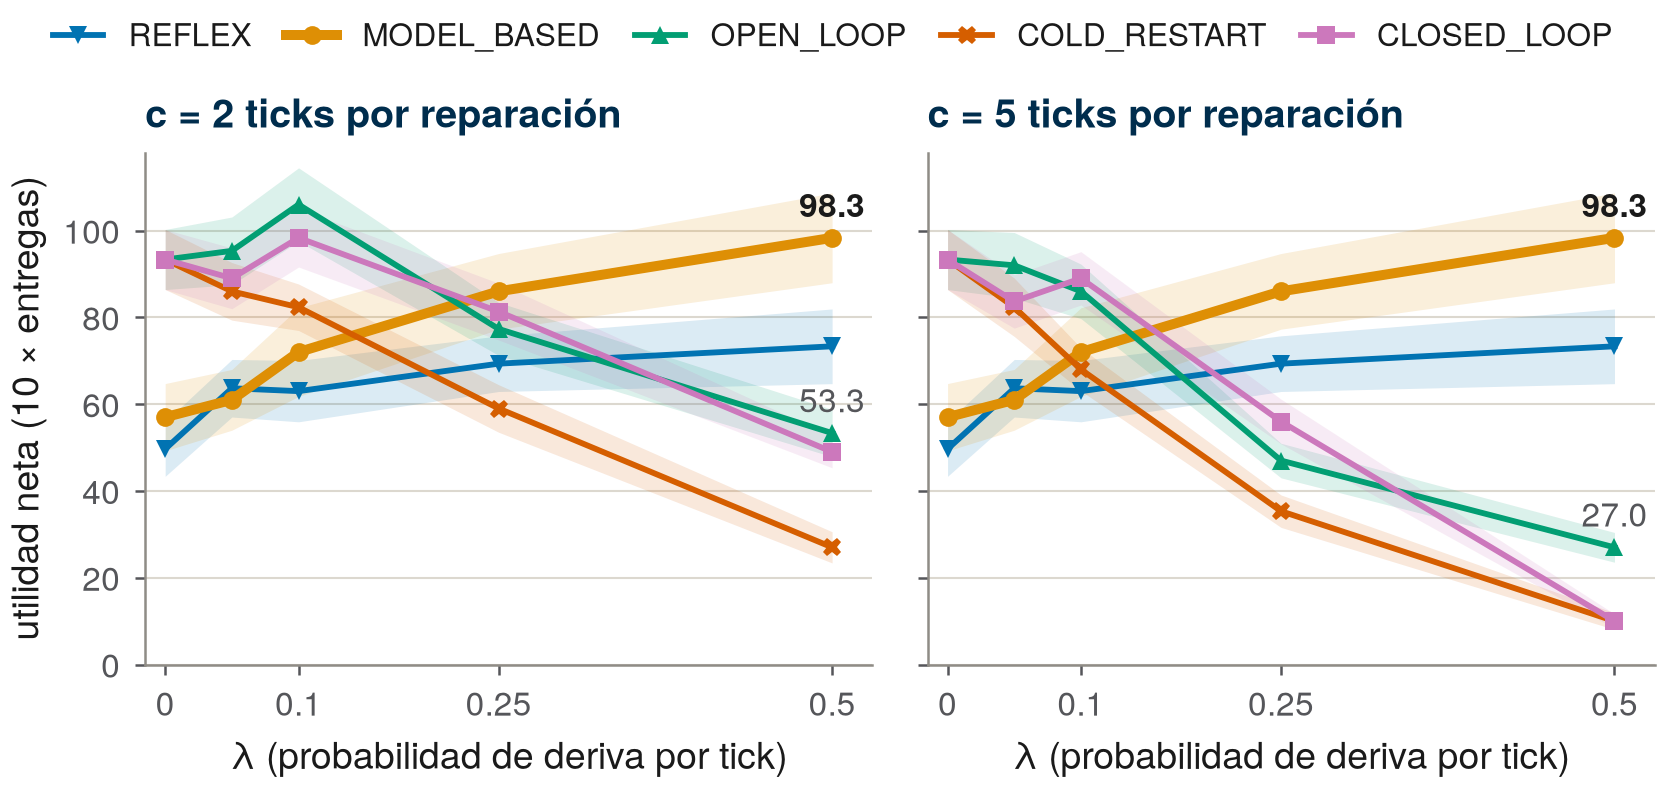 REFLEX MODEL_BASED OPEN_LOOP COLD_RESTART CLOSED_LOOP
c = 2 ticks por reparación
c = 5 ticks por reparación
utilidad neta (10 × entregas)
100
80
60
40
20
0
98.3
53.3
98.3
27.0
0 0.1 0.25 0.5
0 0.1 0.25 0.5
λ (probabilidad de deriva por tick)
λ (probabilidad de deriva por tick)